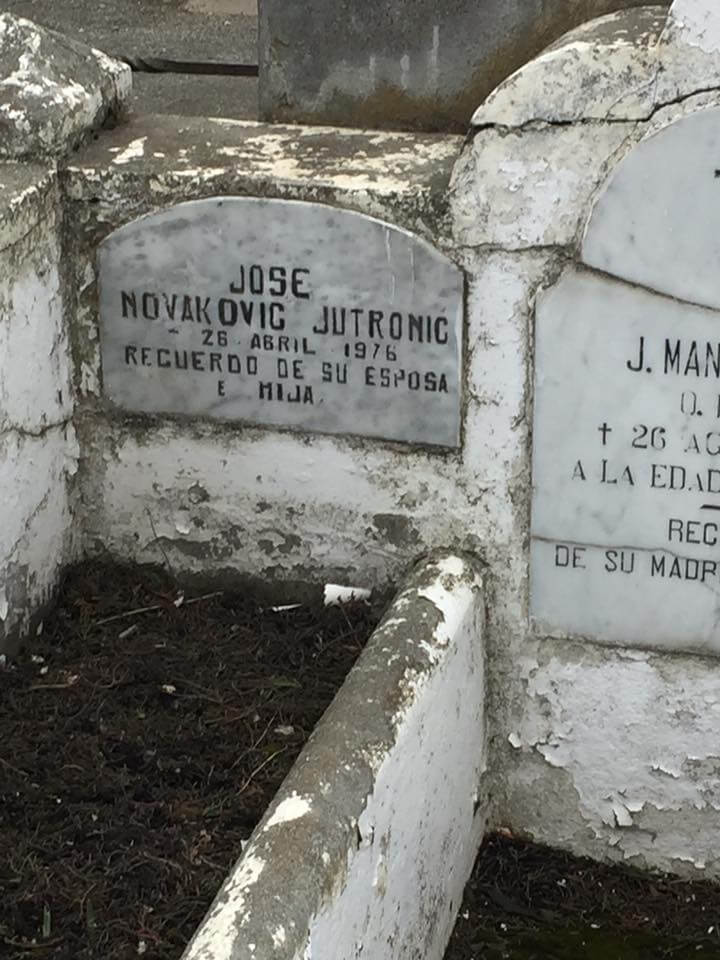 JOSE
NOVAKOVIC JUTRONIC
- 26 ABRIL 1976
RECUERDO DE SU ESPOSA
E HIJA
J. MAN
† 26 AG
A LA EDAD
REC
DE SU MADR